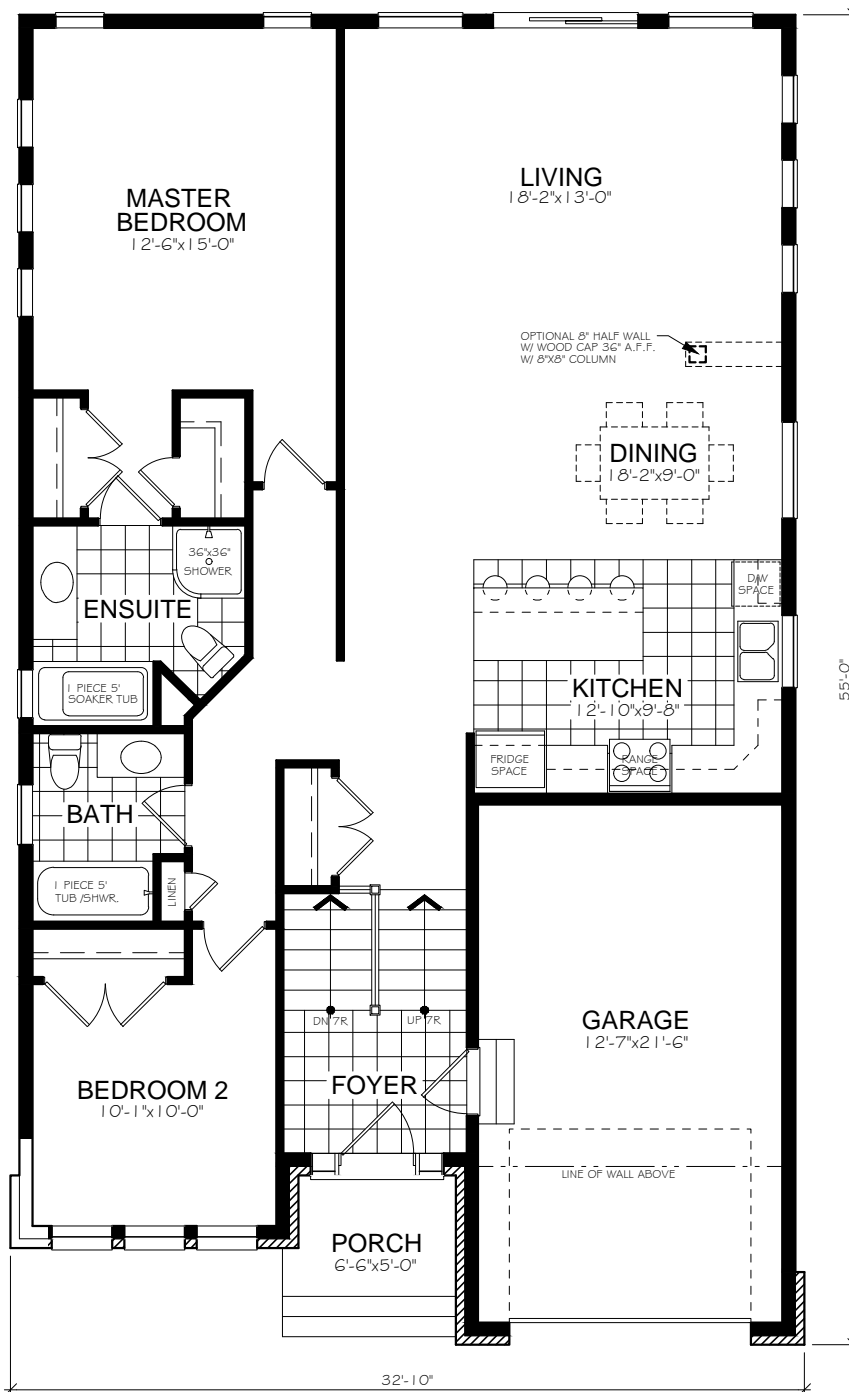 MASTER
BEDROOM
12'-6"x15'-0"
LIVING
18'-2"x13'-0"
OPTIONAL 8" HALF WALL
W/ WOOD CAP 36" A.F.F.
W/ 8"X8" COLUMN
DINING
18'-2"x9'-0"
36"x36"
SHOWER
ENSUITE
D/W
SPACE
1 PIECE 5'
SOAKER TUB
KITCHEN
12'-10"x9'-8"
55'-0"
FRIDGE
SPACE
RANGE
SPACE
BATH
1 PIECE 5'
TUB /SHWR.
LINEN
DN 7R
UP 7R
GARAGE
12'-7"x21'-6"
FOYER
BEDROOM 2
10'-1"x10'-0"
LINE OF WALL ABOVE
PORCH
6'-6"x5'-0"
32'-10"